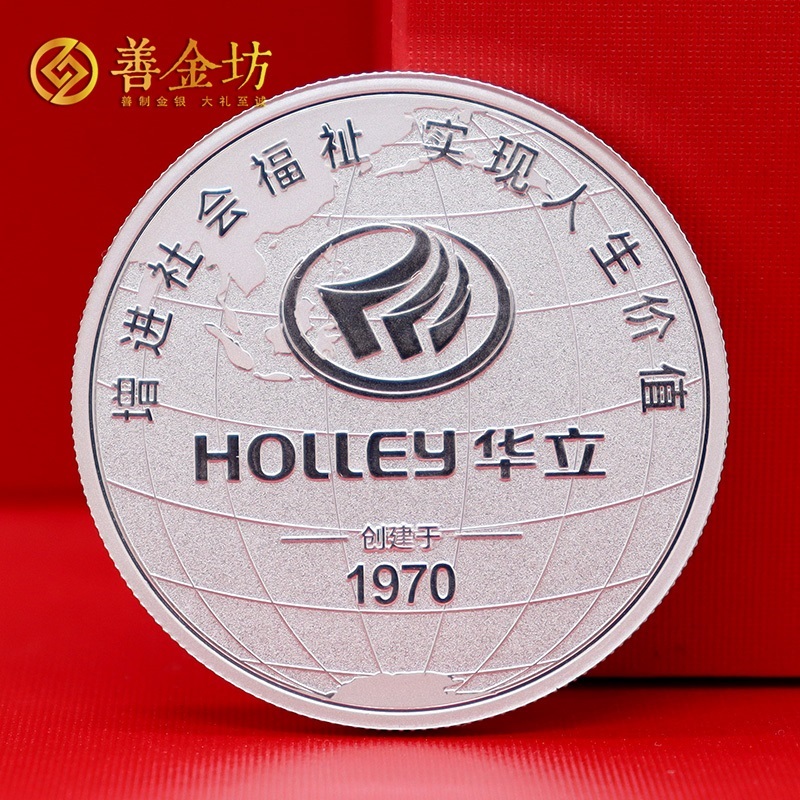 善金坊
善制金银 大礼至诚
增进社会福祉 实现人生价值
HOLLEY 华立
创建于
1970